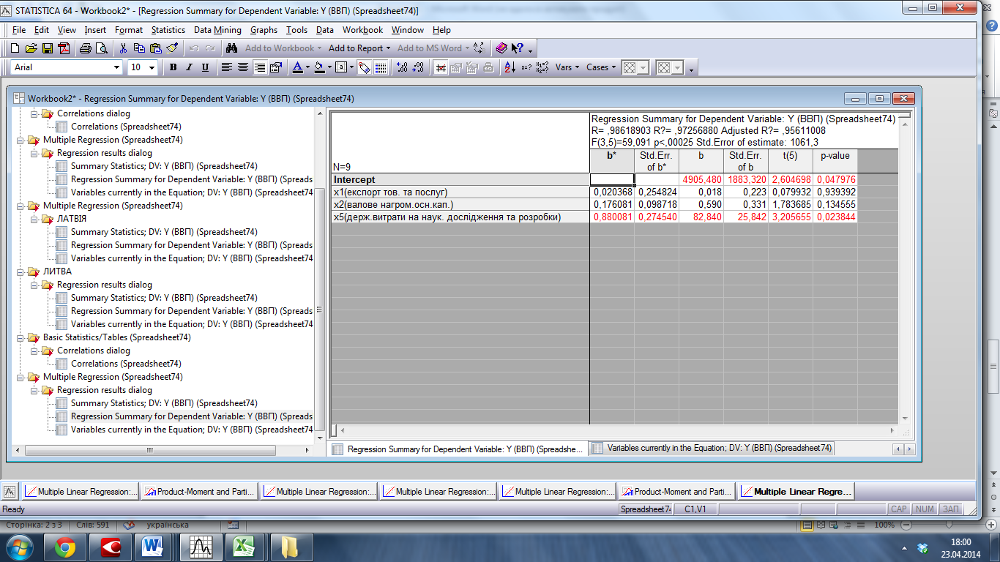 STATISTICA 64 - Workbook2* - [Regression Summary for Dependent Variable: Y (ВВП) (Spreadsheet74)]
File Edit View Insert Format Statistics Data Mining Graphs Tools Data Workbook Window Help
Add to Workbook Add to Report Add to MS Word
Arial 10 B I U Vars Cases
Workbook2* - Regression Summary for Dependent Variable: Y (ВВП) (Spreadsheet74)
Correlations dialog
Correlations (Spreadsheet74)
Multiple Regression (Spreadsheet74)
Regression results dialog
Summary Statistics; DV: Y (ВВП) (Spreadsheet74)
Regression Summary for Dependent Variable: Y (ВВП) (Spreads
Variables currently in the Equation; DV: Y (ВВП) (Spreadsheet74
Multiple Regression (Spreadsheet74)
ЛАТВІЯ
Summary Statistics; DV: Y (ВВП) (Spreadsheet74)
Regression Summary for Dependent Variable: Y (ВВП) (Spreads
Variables currently in the Equation; DV: Y (ВВП) (Spreadsheet74
ЛИТВА
Regression results dialog
Summary Statistics; DV: Y (ВВП) (Spreadsheet74)
Regression Summary for Dependent Variable: Y (ВВП) (Spreads
Variables currently in the Equation; DV: Y (ВВП) (Spreadsheet74
Basic Statistics/Tables (Spreadsheet74)
Correlations dialog
Correlations (Spreadsheet74)
Multiple Regression (Spreadsheet74)
Regression results dialog
Summary Statistics; DV: Y (ВВП) (Spreadsheet74)
Regression Summary for Dependent Variable: Y (ВВП) (Spreads
Variables currently in the Equation; DV: Y (ВВП) (Spreadsheet74
Regression Summary for Dependent Variable: Y (ВВП) (Spreadsheet74)
R= ,98618903 R?= ,97256880 Adjusted R?= ,95611008
F(3,5)=59,091 p<,00025 Std.Error of estimate: 1061,3
N=9 b* Std.Err. of b* b Std.Err. of b t(5) p-value
Intercept 4905,480 1883,320 2,604698 0,047976
x1(експорт тов. та послуг) 0,020368 0,254824 0,018 0,223 0,079932 0,939392
x2(валове нагром.осн.кап.) 0,176081 0,098718 0,590 0,331 1,783685 0,134555
x5(держ.витрати на наук. дослідження та розробки) 0,880081 0,274540 82,840 25,842 3,205655 0,023844
Regression Summary for Dependent Variable: Y (ВВП) (Spreadshe... Variables currently in the Equation; DV: Y (ВВП) (Spreadsheet74)
Multiple Linear Regression:... Product-Moment and Parti... Multiple Linear Regression:... Multiple Linear Regression:... Multiple Linear Regression:... Product-Moment and Parti... Multiple Linear Regre...
Ready Spreadsheet74 C1,V1 CAP NUM ЗАП
Сторінка: 2 з 3 Слів: 591 українська 100%
18:00
23.04.2014